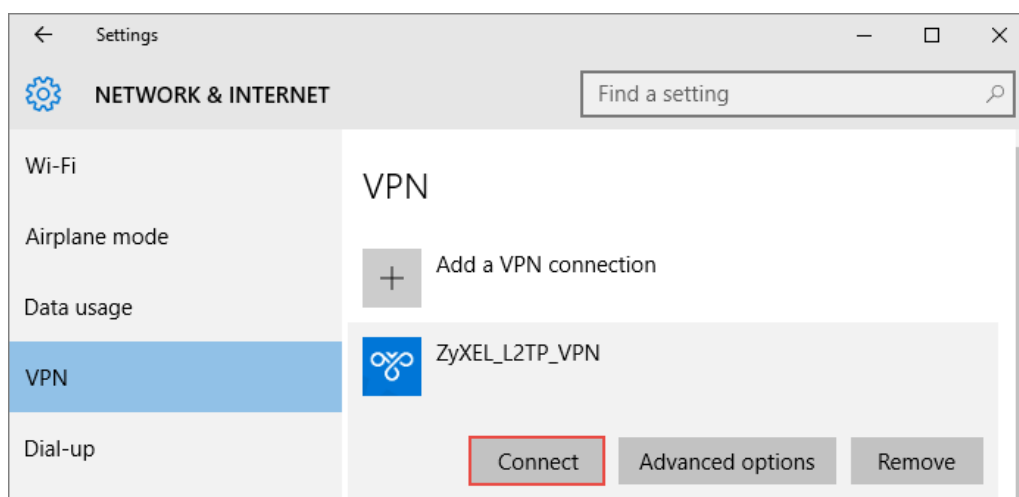 Settings
NETWORK & INTERNET
Find a setting
Wi-Fi
Airplane mode
Data usage
VPN
Dial-up
VPN
Add a VPN connection
ZyXEL_L2TP_VPN
Connect
Advanced options
Remove